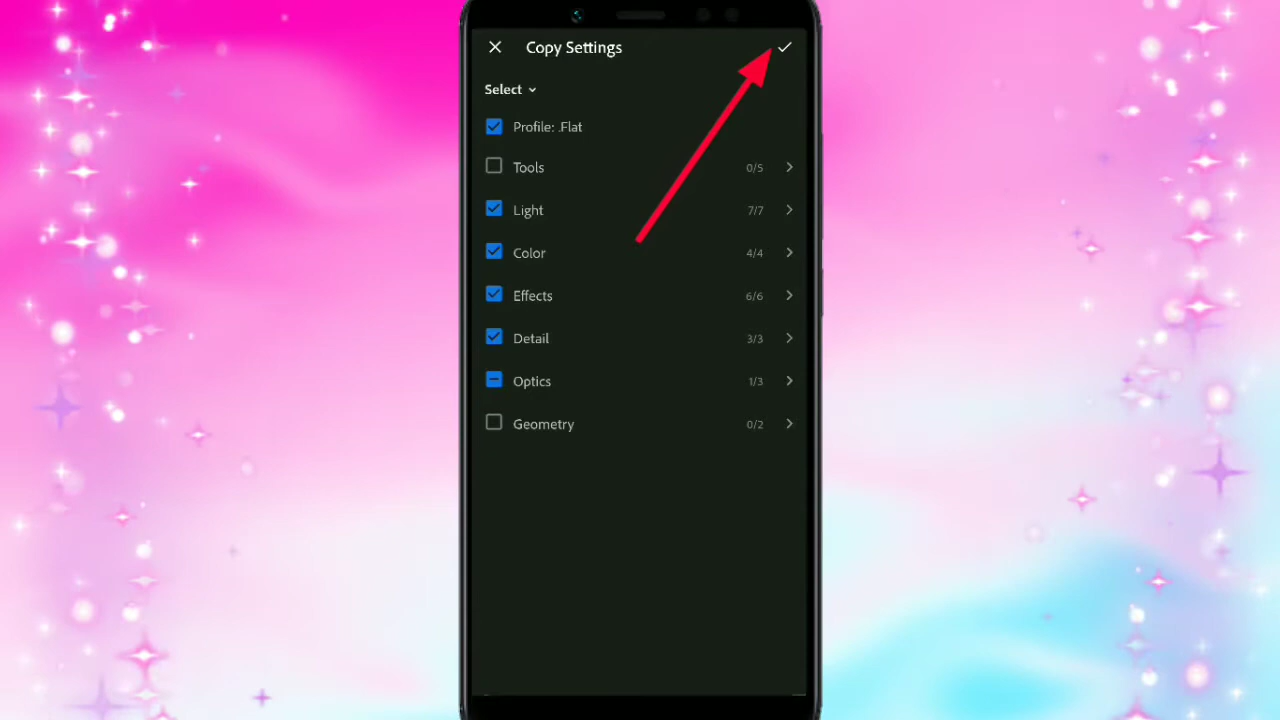 Copy Settings
Select
Profile: .Flat
Tools 0/5
Light 7/7
Color 4/4
Effects 6/6
Detail 3/3
Optics 1/3
Geometry 0/2